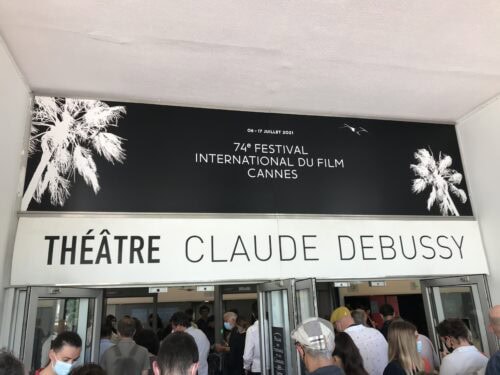 06 - 17 JUILLET 2021
74e FESTIVAL
INTERNATIONAL DU FILM
CANNES
THÉÂTRE CLAUDE DEBUSSY